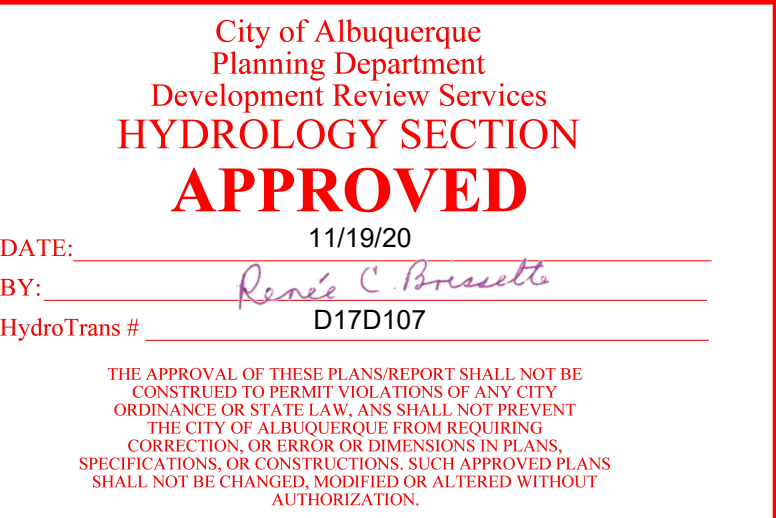 City of Albuquerque
Planning Department
Development Review Services
HYDROLOGY SECTION
APPROVED
DATE: 11/19/20
BY: Renée C. Brissette
HydroTrans # D17D107
THE APPROVAL OF THESE PLANS/REPORT SHALL NOT BE
CONSTRUED TO PERMIT VIOLATIONS OF ANY CITY
ORDINANCE OR STATE LAW, ANS SHALL NOT PREVENT
THE CITY OF ALBUQUERQUE FROM REQUIRING
CORRECTION, OR ERROR OR DIMENSIONS IN PLANS,
SPECIFICATIONS, OR CONSTRUCTIONS. SUCH APPROVED PLANS
SHALL NOT BE CHANGED, MODIFIED OR ALTERED WITHOUT
AUTHORIZATION.